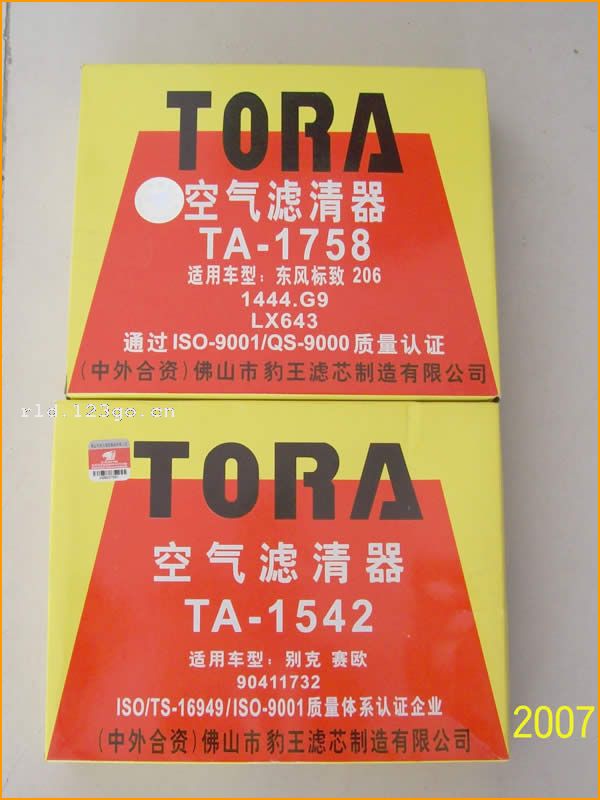 TORA
空气滤清器
TA-1758
适用车型：东风标致 206
1444.G9
LX643
通过ISO-9001/QS-9000质量认证
(中外合资)佛山市豹王滤芯制造有限公司
rld.123go.cn
TORA
空气滤清器
TA-1542
适用车型：别克 赛欧
90411732
ISO/TS-16949/ISO-9001质量体系认证企业
(中外合资)佛山市豹王滤芯制造有限公司
2007